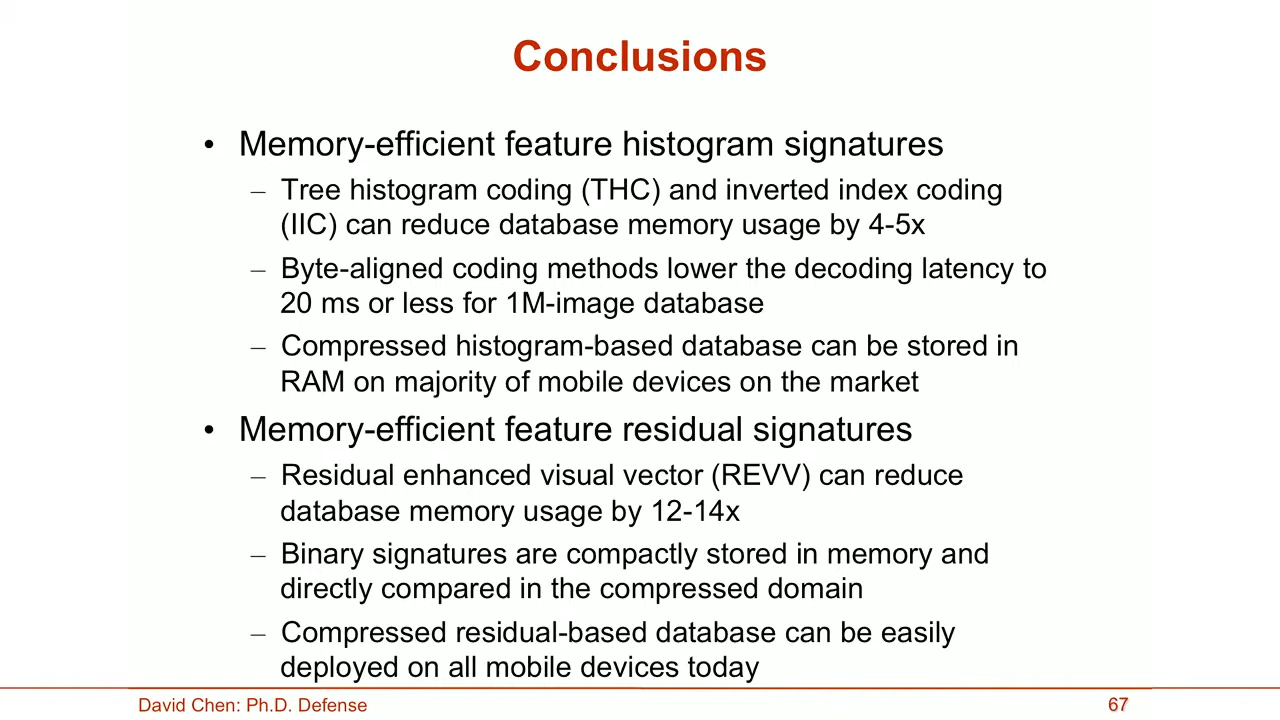 Conclusions
• Memory-efficient feature histogram signatures
– Tree histogram coding (THC) and inverted index coding
(IIC) can reduce database memory usage by 4-5x
– Byte-aligned coding methods lower the decoding latency to
20 ms or less for 1M-image database
– Compressed histogram-based database can be stored in
RAM on majority of mobile devices on the market
• Memory-efficient feature residual signatures
– Residual enhanced visual vector (REVV) can reduce
database memory usage by 12-14x
– Binary signatures are compactly stored in memory and
directly compared in the compressed domain
– Compressed residual-based database can be easily
deployed on all mobile devices today
David Chen: Ph.D. Defense
67